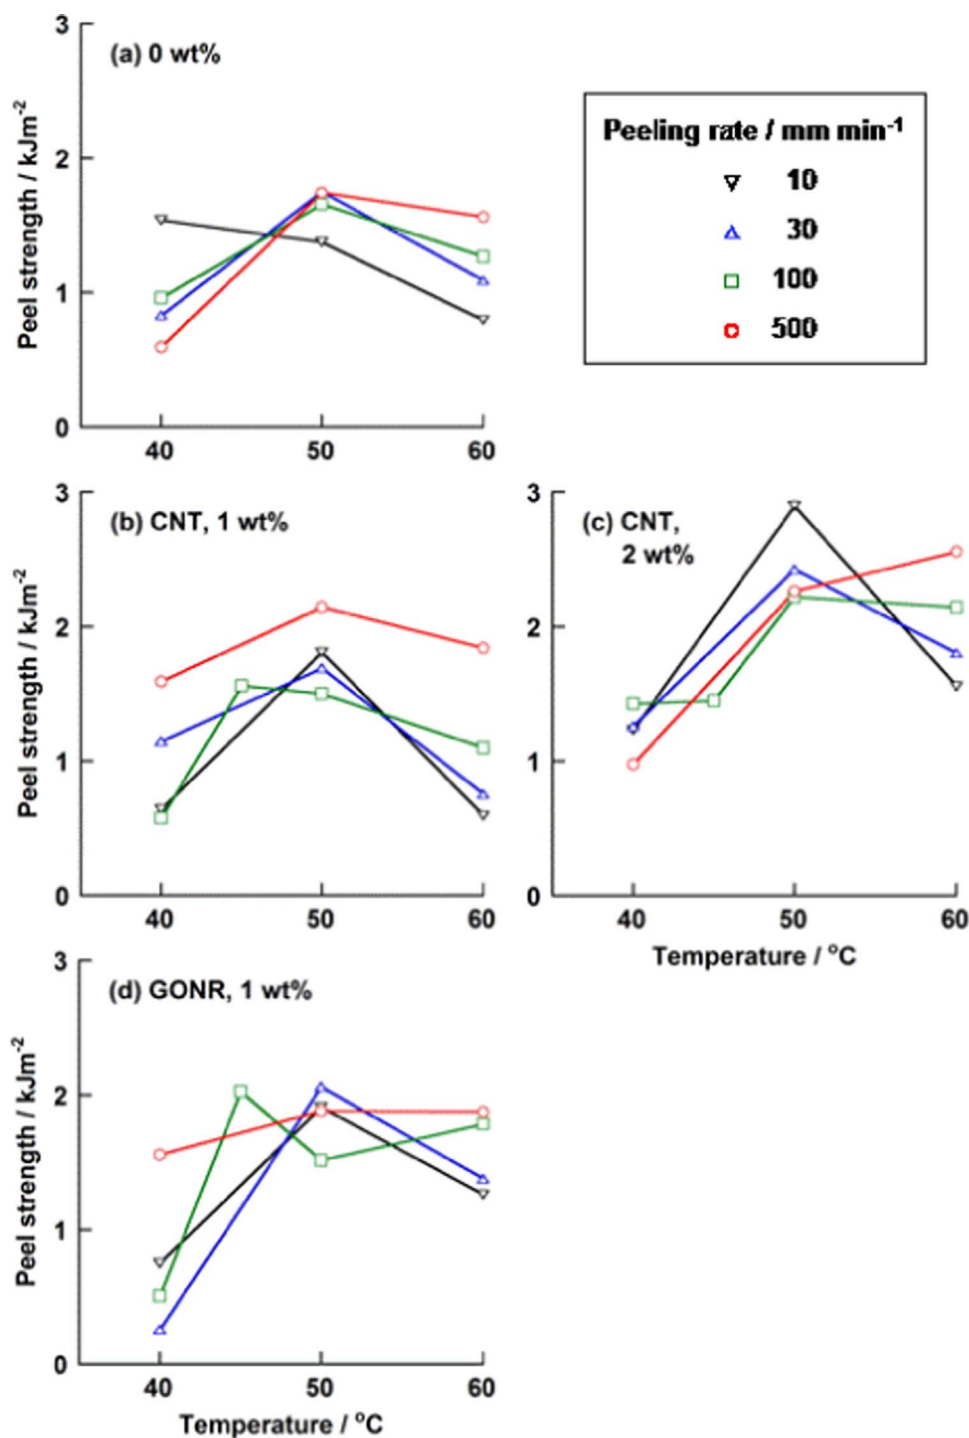 3
(a) 0 wt%
2
1
0
Peel strength / kJm⁻²
40 50 60
Peeling rate / mm min⁻¹
10
30
100
500
3
(b) CNT, 1 wt%
2
1
0
Peel strength / kJm⁻²
40 50 60
3
(c) CNT,
2 wt%
2
1
0
40 50 60
Temperature / °C
3
(d) GONR, 1 wt%
2
1
0
Peel strength / kJm⁻²
40 50 60
Temperature / °C